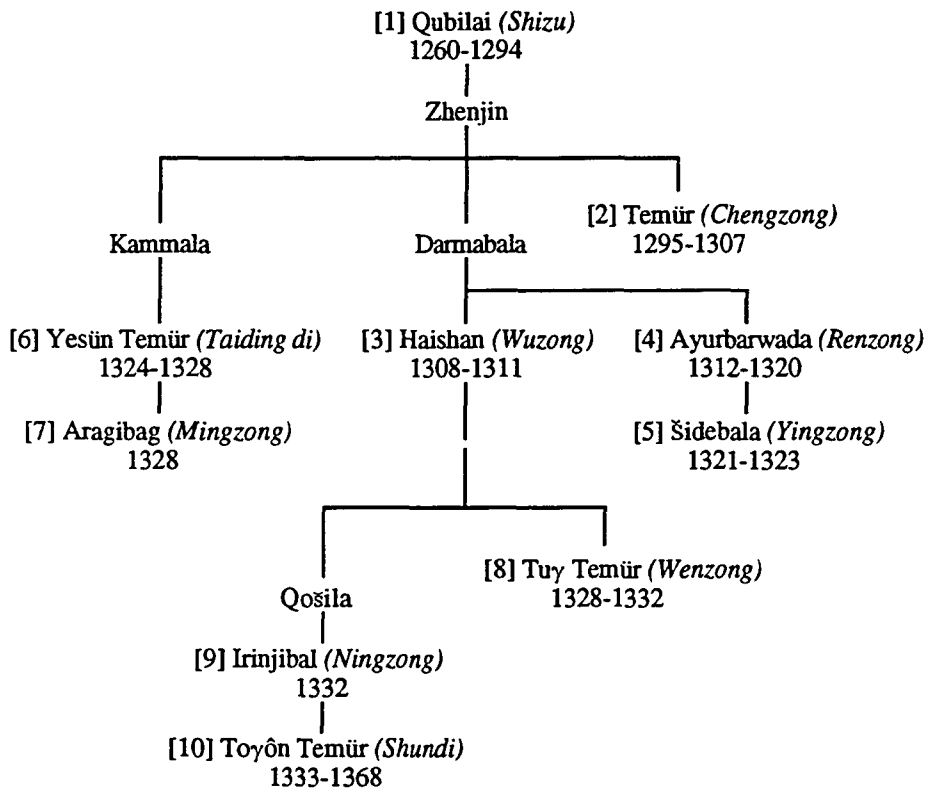 [1] Qubilai (Shizu)
1260-1294
Zhenjin
[2] Temür (Chengzong)
1295-1307
Kammala
Darmabala
[6] Yesün Temür (Taiding di)
1324-1328
[3] Haishan (Wuzong)
1308-1311
[4] Ayurbarwada (Renzong)
1312-1320
[7] Aragibag (Mingzong)
1328
[5] Šidebala (Yingzong)
1321-1323
[8] Tuγ Temür (Wenzong)
1328-1332
Qošila
[9] Irinjibal (Ningzong)
1332
[10] Toγôn Temür (Shundi)
1333-1368